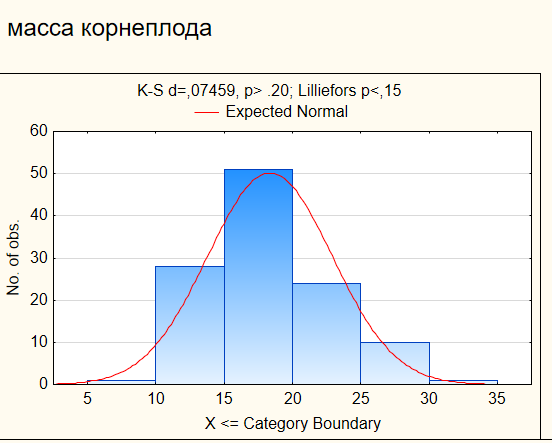 масса корнеплода
K-S d=,07459, p> .20; Lilliefors p<,15
Expected Normal
60
50
40
30
20
10
0
No. of obs.
5 10 15 20 25 30 35
X <= Category Boundary